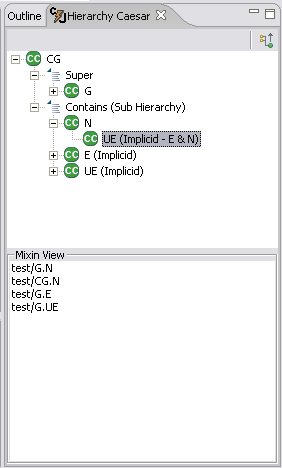 Outline Hierarchy Caesar
CC CG
Super
CC G
Contains (Sub Hierarchy)
CC N
CC UE (Implicid - E & N)
CC E (Implicid)
CC UE (Implicid)
Mixin View
test/G.N
test/CG.N
test/G.E
test/G.UE